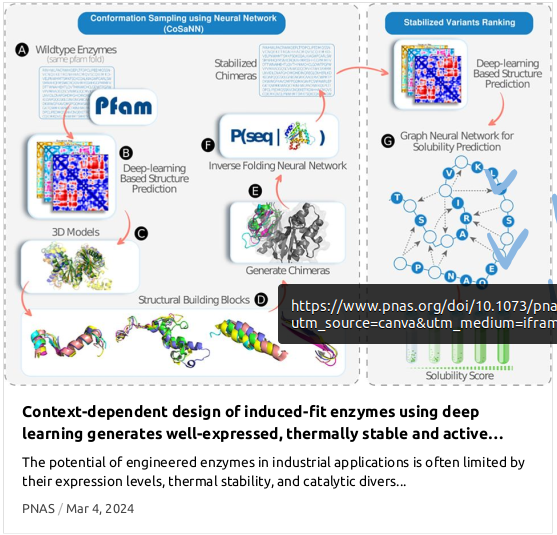 Conformation Sampling using Neural Network
(CoSaNN)
A
Wildtype Enzymes
(same pfam fold)
Pfam
B
Deep-learning
Based Structure
Prediction
C
3D Models
Structural Building Blocks
D
E
Generate Chimeras
F
P(seq | )
Inverse Folding Neural Network
Stabilized
Chimeras
Stabilized Variants Ranking
Deep-learning
Based Structure
Prediction
G
Graph Neural Network for
Solubility Prediction
V K L
T I
S R S
A
P N A Q E
Solubility Score
https://www.pnas.org/doi/10.1073/pna
utm_source=canva&utm_medium=ifram
Context-dependent design of induced-fit enzymes using deep
learning generates well-expressed, thermally stable and active...
The potential of engineered enzymes in industrial applications is often limited by
their expression levels, thermal stability, and catalytic divers...
PNAS / Mar 4, 2024